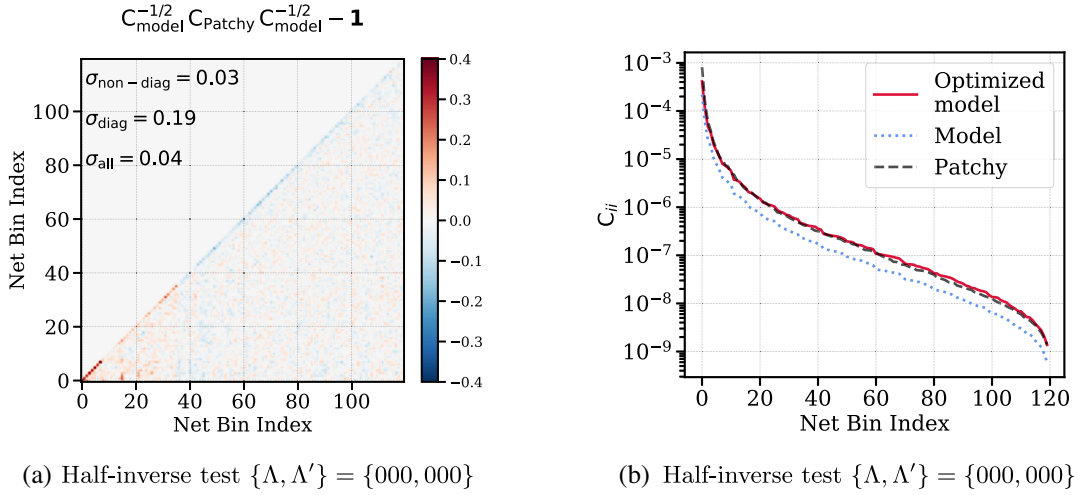 C_model^{-1/2} C_Patchy C_model^{-1/2} − 1
σ_non−diag = 0.03
σ_diag = 0.19
σ_all = 0.04
Net Bin Index
100
80
60
40
20
0
0 20 40 60 80 100
Net Bin Index
0.4
0.3
0.2
0.1
0.0
−0.1
−0.2
−0.3
−0.4
(a) Half-inverse test {Λ, Λ′} = {000, 000}
C_ii
10^{−3}
10^{−4}
10^{−5}
10^{−6}
10^{−7}
10^{−8}
10^{−9}
Optimized
model
Model
Patchy
0 20 40 60 80 100 120
Net Bin Index
(b) Half-inverse test {Λ, Λ′} = {000, 000}